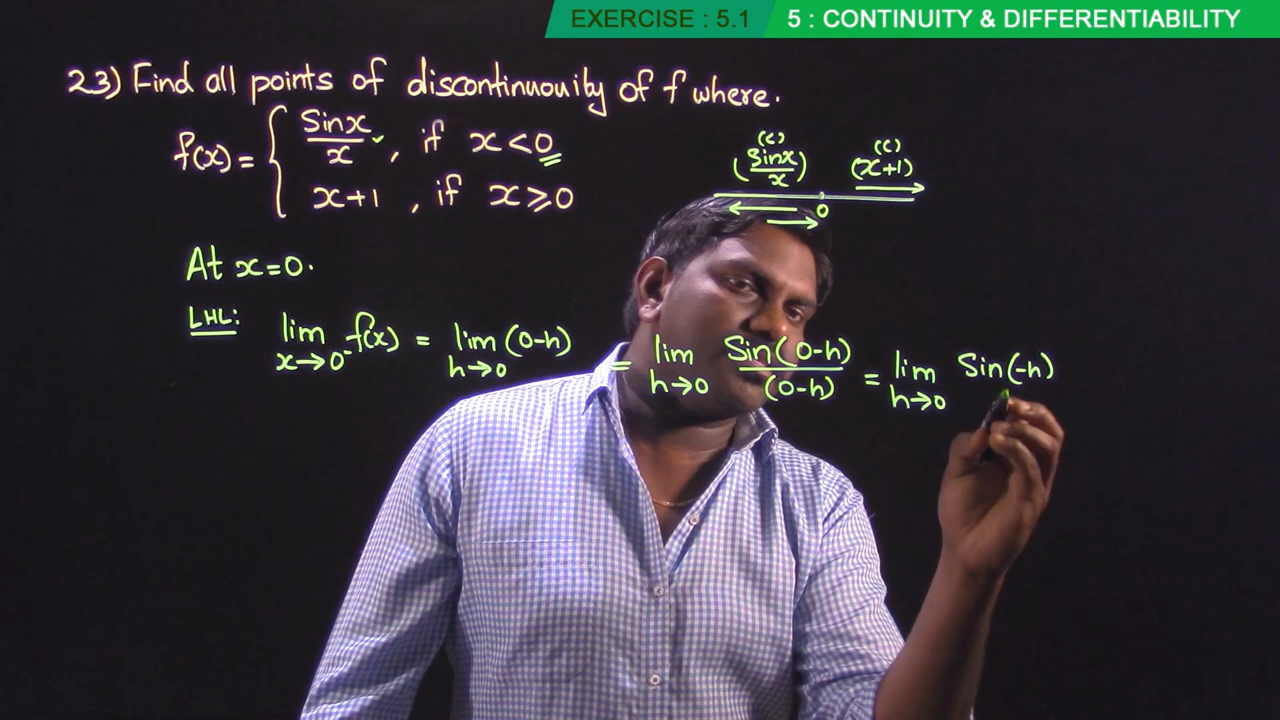 EXERCISE : 5.1 5 : CONTINUITY & DIFFERENTIABILITY
23) Find all points of discontinuouity of f where.
f(x) = { Sinx/x , if x < 0
x+1 , if x ≥ 0
(c) (c)
(sinx/x) (x+1)
0
At x=0.
LHL: lim x→0⁻ f(x) = lim h→0 (0-h) = lim h→0 Sin(0-h)/(0-h) = lim h→0 Sin(-h)